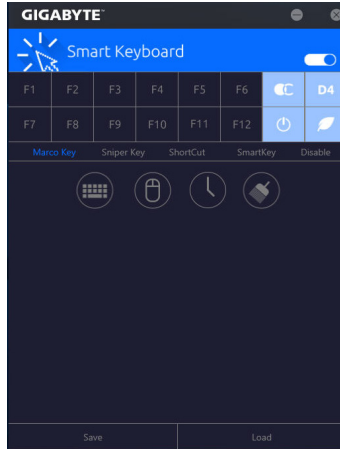 GIGABYTE™
Smart Keyboard
F1 F2 F3 F4 F5 F6 D4
F7 F8 F9 F10 F11 F12
Marco Key Sniper Key ShortCut SmartKey Disable
Save Load